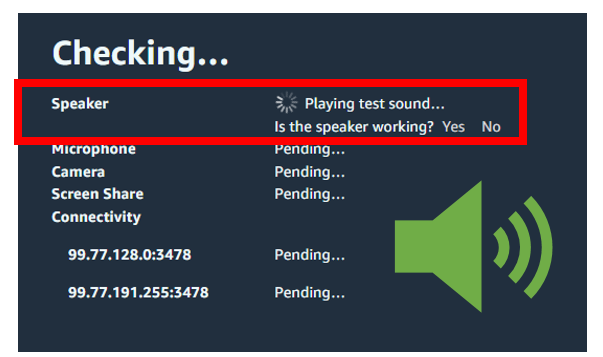 Checking...
Speaker Playing test sound...
Is the speaker working? Yes No
Microphone Pending...
Camera Pending...
Screen Share Pending...
Connectivity
99.77.128.0:3478 Pending...
99.77.191.255:3478 Pending...